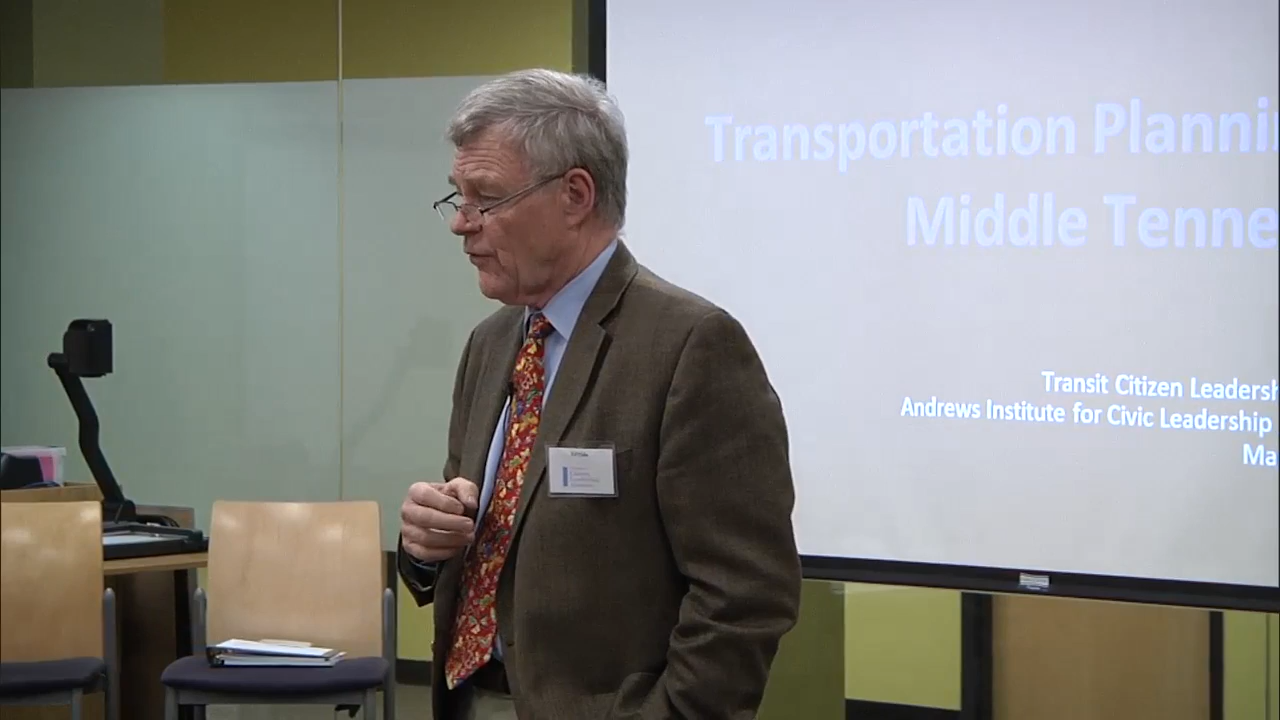 Transportation Planni
Middle Tenne
Transit Citizen Leadersh
Andrews Institute for Civic Leadership
Ma